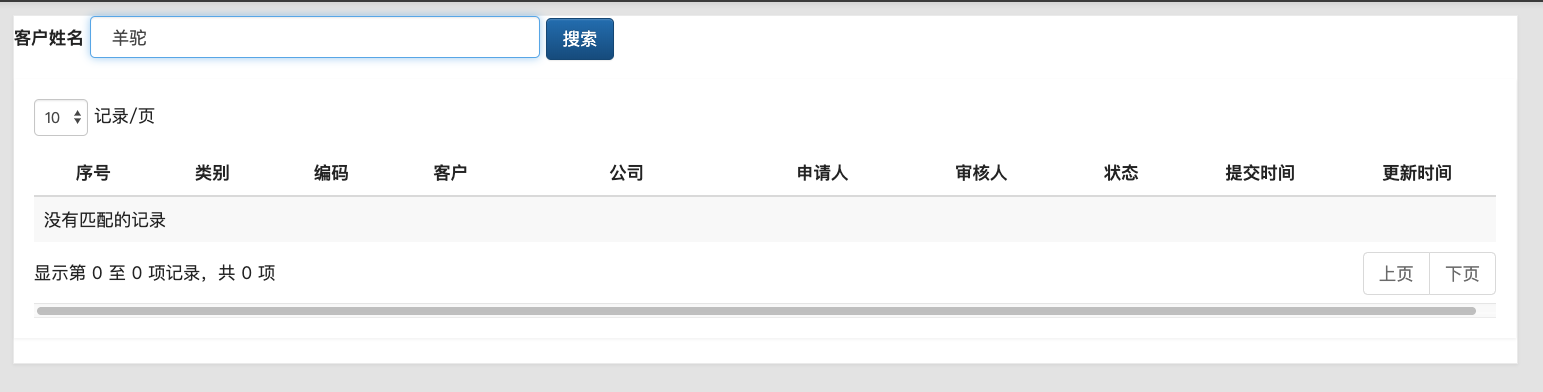 客户姓名 羊驼 搜索
10 记录/页
序号 类别 编码 客户 公司 申请人 审核人 状态 提交时间 更新时间
没有匹配的记录
显示第 0 至 0 项记录，共 0 项 上页 下页